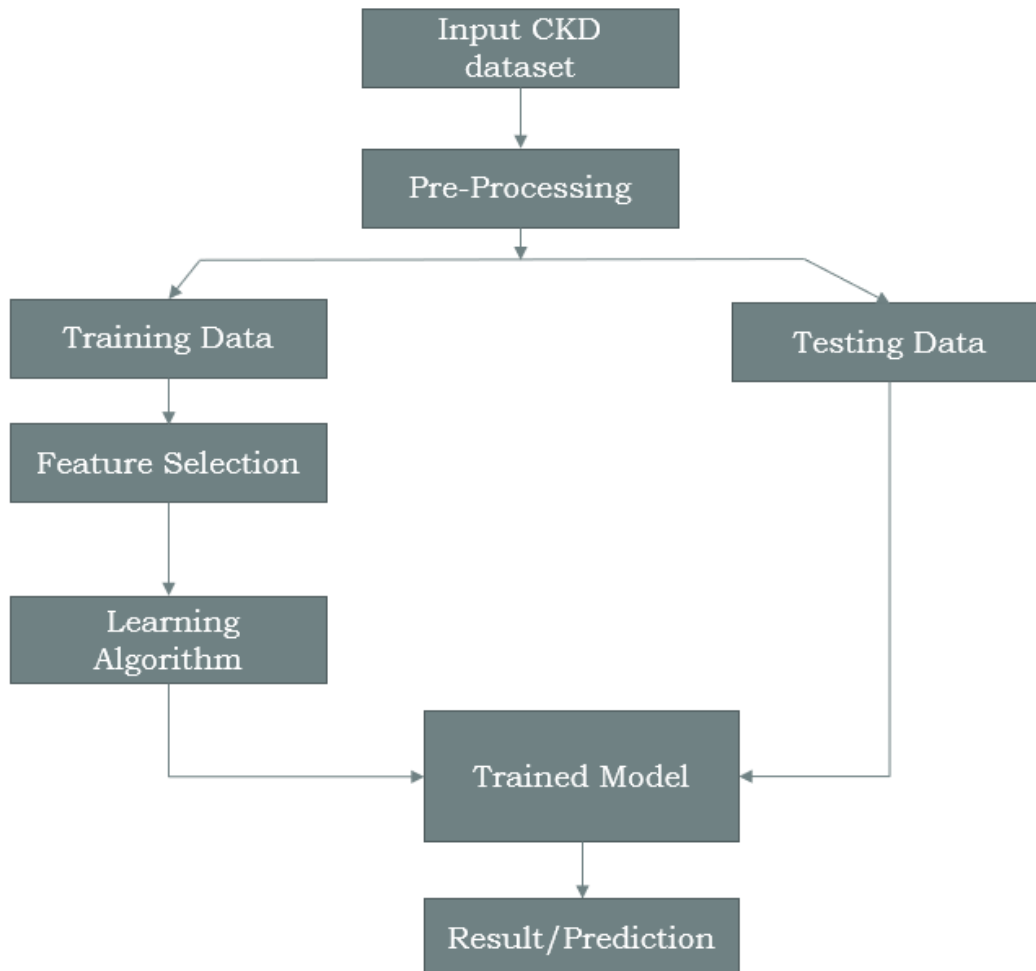 Input CKD
dataset
Pre-Processing
Training Data
Testing Data
Feature Selection
Learning
Algorithm
Trained Model
Result/Prediction